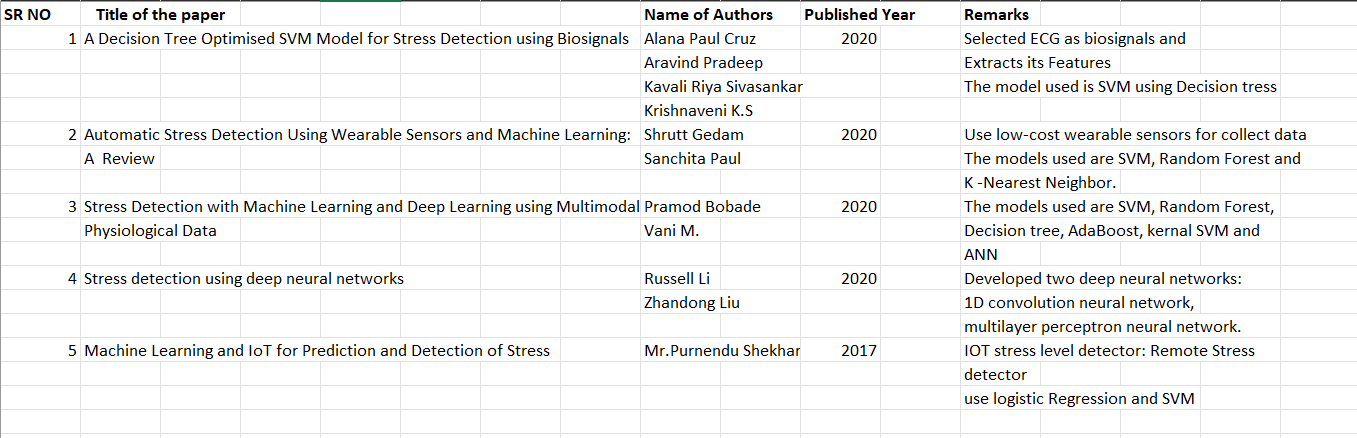 SR NO Title of the paper Name of Authors Published Year Remarks
1 A Decision Tree Optimised SVM Model for Stress Detection using Biosignals Alana Paul Cruz 2020 Selected ECG as biosignals and
Aravind Pradeep Extracts its Features
Kavali Riya Sivasankar The model used is SVM using Decision tress
Krishnaveni K.S
2 Automatic Stress Detection Using Wearable Sensors and Machine Learning: Shrutt Gedam 2020 Use low-cost wearable sensors for collect data
A Review Sanchita Paul The models used are SVM, Random Forest and
K -Nearest Neighbor.
3 Stress Detection with Machine Learning and Deep Learning using Multimodal Pramod Bobade 2020 The models used are SVM, Random Forest,
Physiological Data Vani M. Decision tree, AdaBoost, kernal SVM and
ANN
4 Stress detection using deep neural networks Russell Li 2020 Developed two deep neural networks:
Zhandong Liu 1D convolution neural network,
multilayer perceptron neural network.
5 Machine Learning and IoT for Prediction and Detection of Stress Mr.Purnendu Shekhar 2017 IOT stress level detector: Remote Stress
detector
use logistic Regression and SVM